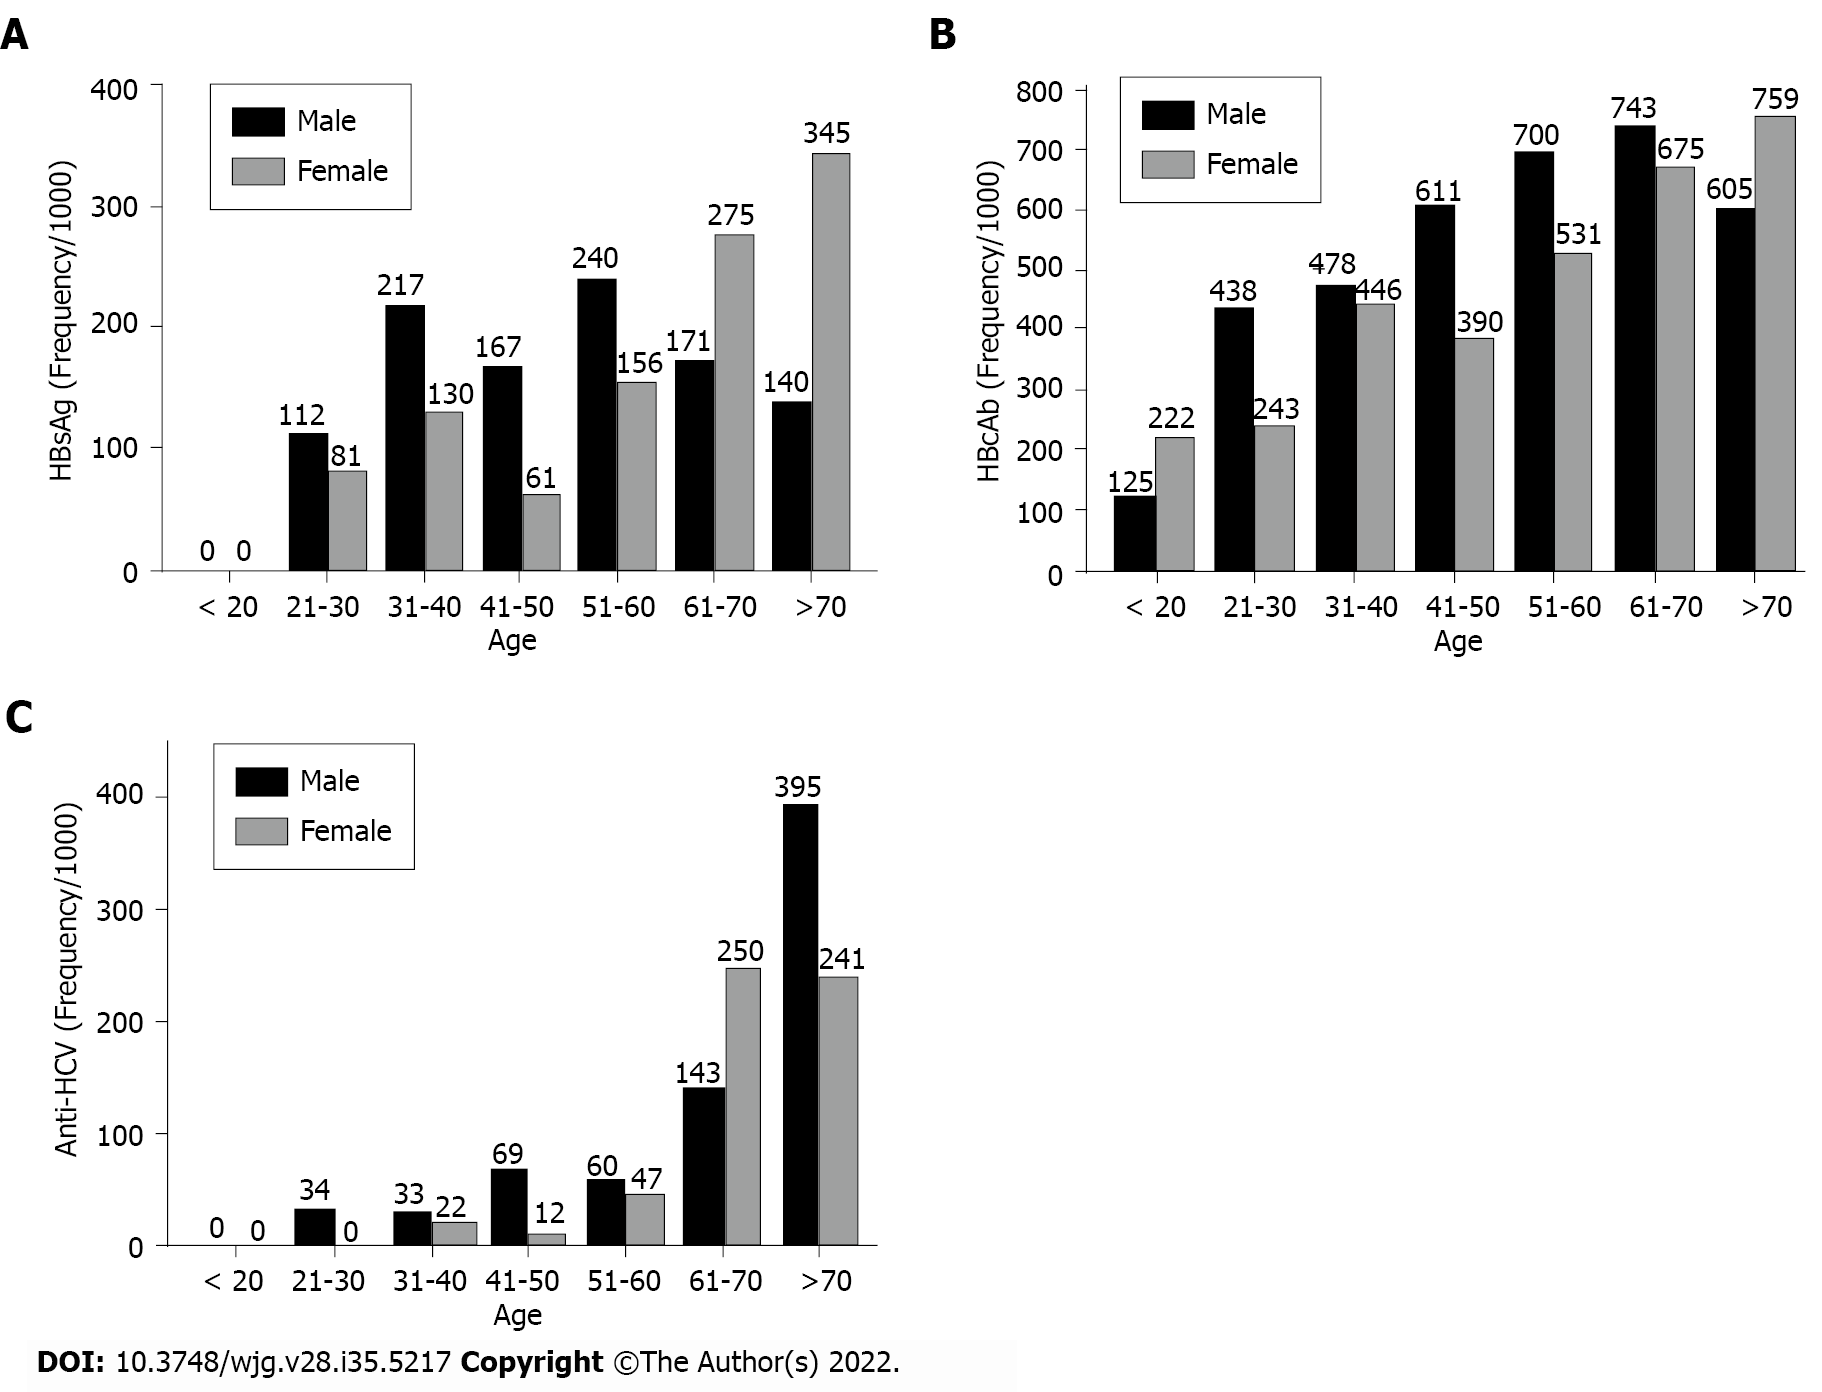 A
HBsAg (Frequency/1000)
400
300
200
100
0
Male
Female
0 0
112 81
217 130
167 61
240 156
171 275
140 345
< 20 21-30 31-40 41-50 51-60 61-70 >70
Age
B
HBcAb (Frequency/1000)
800
700
600
500
400
300
200
100
0
Male
Female
125 222
438 243
478 446
611 390
700 531
743 675
605 759
< 20 21-30 31-40 41-50 51-60 61-70 >70
Age
C
Anti-HCV (Frequency/1000)
400
300
200
100
0
Male
Female
0 0
34 0
33 22
69 12
60 47
143 250
395 241
< 20 21-30 31-40 41-50 51-60 61-70 >70
Age
DOI: 10.3748/wjg.v28.i35.5217 Copyright ©The Author(s) 2022.